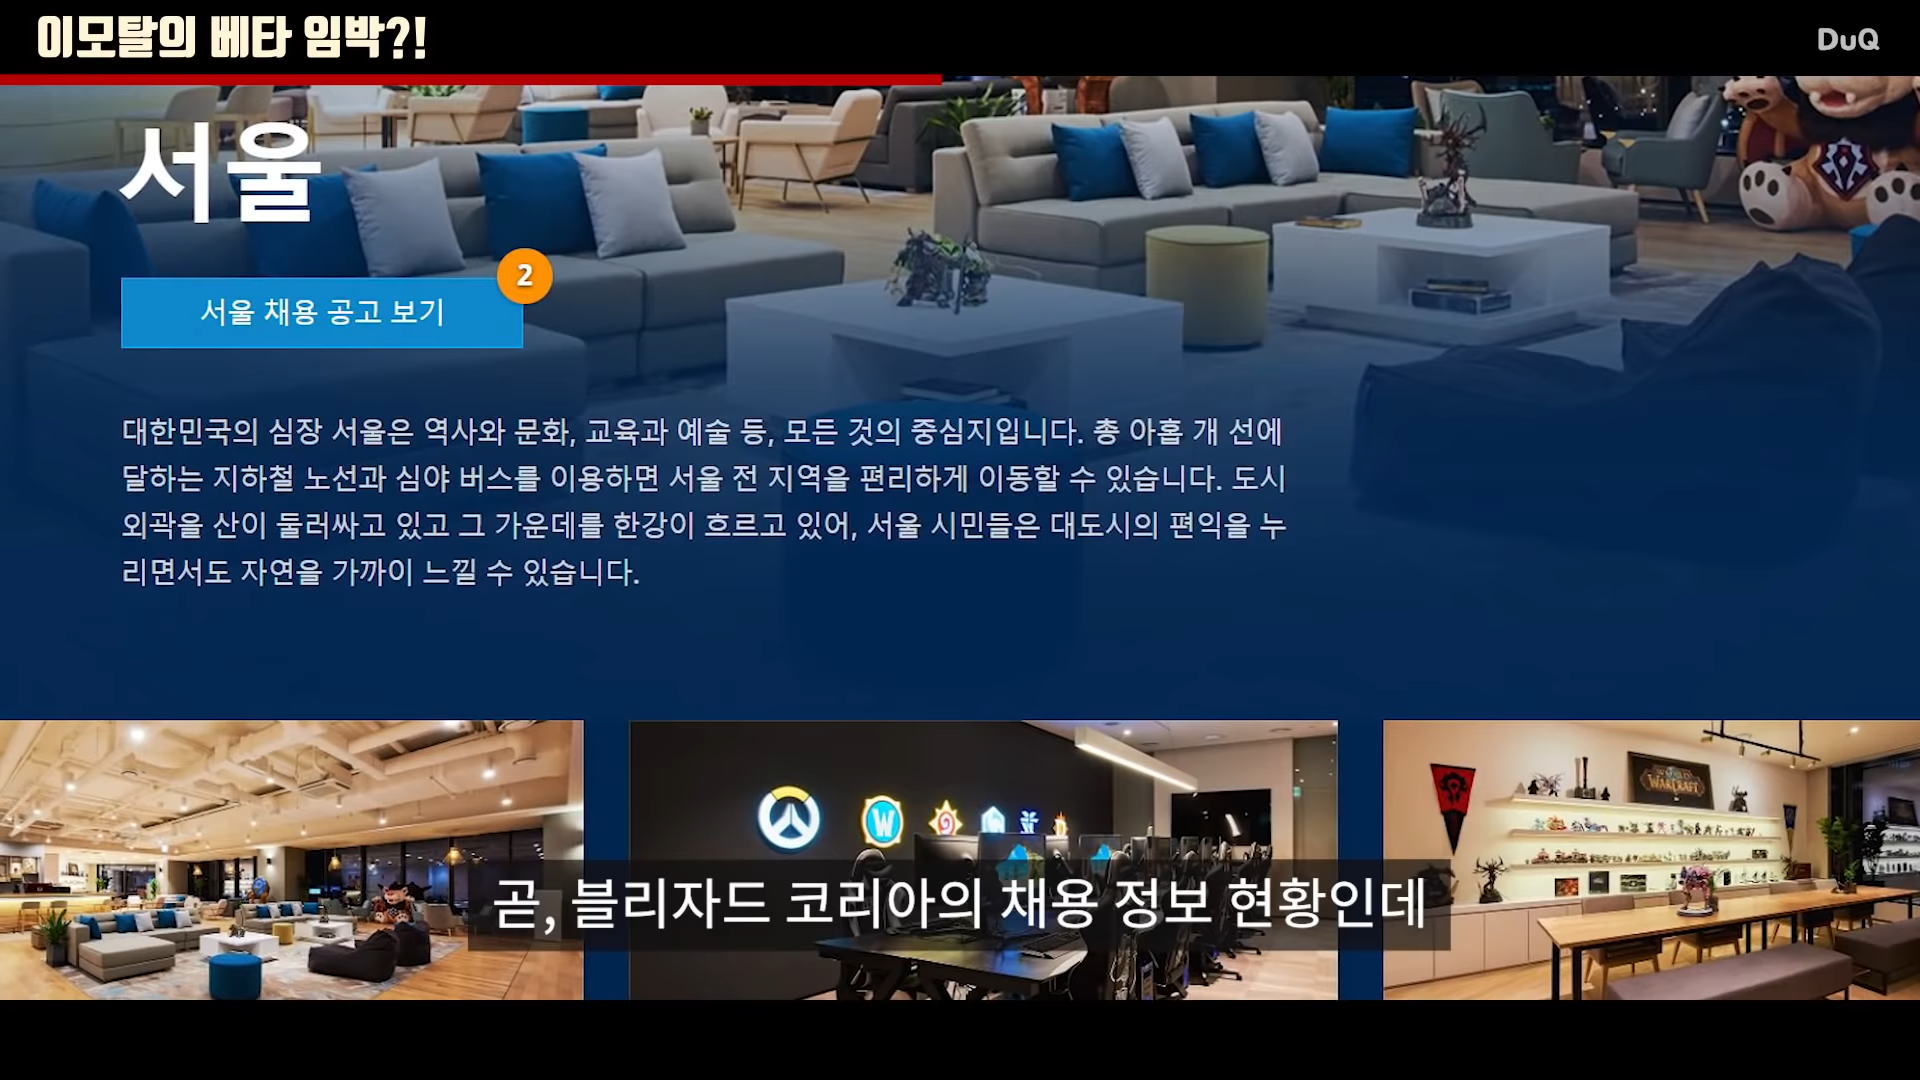 이모탈의 베타 임박?!
DuQ
서울
2
서울 채용 공고 보기
대한민국의 심장 서울은 역사와 문화, 교육과 예술 등, 모든 것의 중심지입니다. 총 아홉 개 선에
달하는 지하철 노선과 심야 버스를 이용하면 서울 전 지역을 편리하게 이동할 수 있습니다. 도시
외곽을 산이 둘러싸고 있고 그 가운데를 한강이 흐르고 있어, 서울 시민들은 대도시의 편익을 누
리면서도 자연을 가까이 느낄 수 있습니다.
W
WARCRAFT
곧, 블리자드 코리아의 채용 정보 현황인데